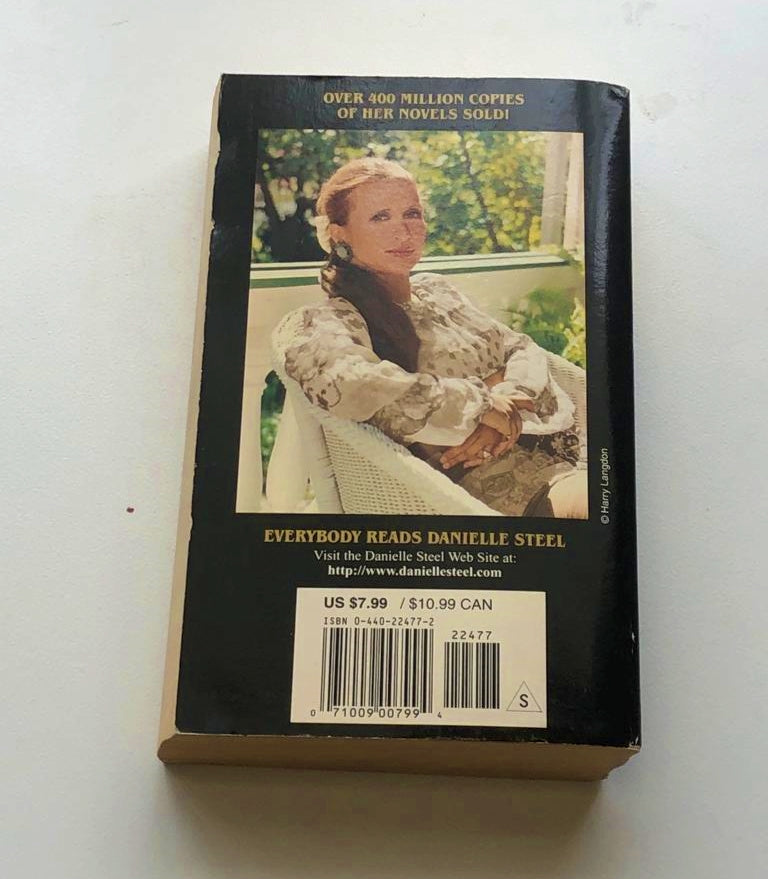 OVER 400 MILLION COPIES
OF HER NOVELS SOLD!
© Harry Langdon
EVERYBODY READS DANIELLE STEEL
Visit the Danielle Steel Web Site at:
http://www.daniellesteel.com
US $7.99 / $10.99 CAN
ISBN 0-440-22477-2
22477
S
0 71009 00799 4